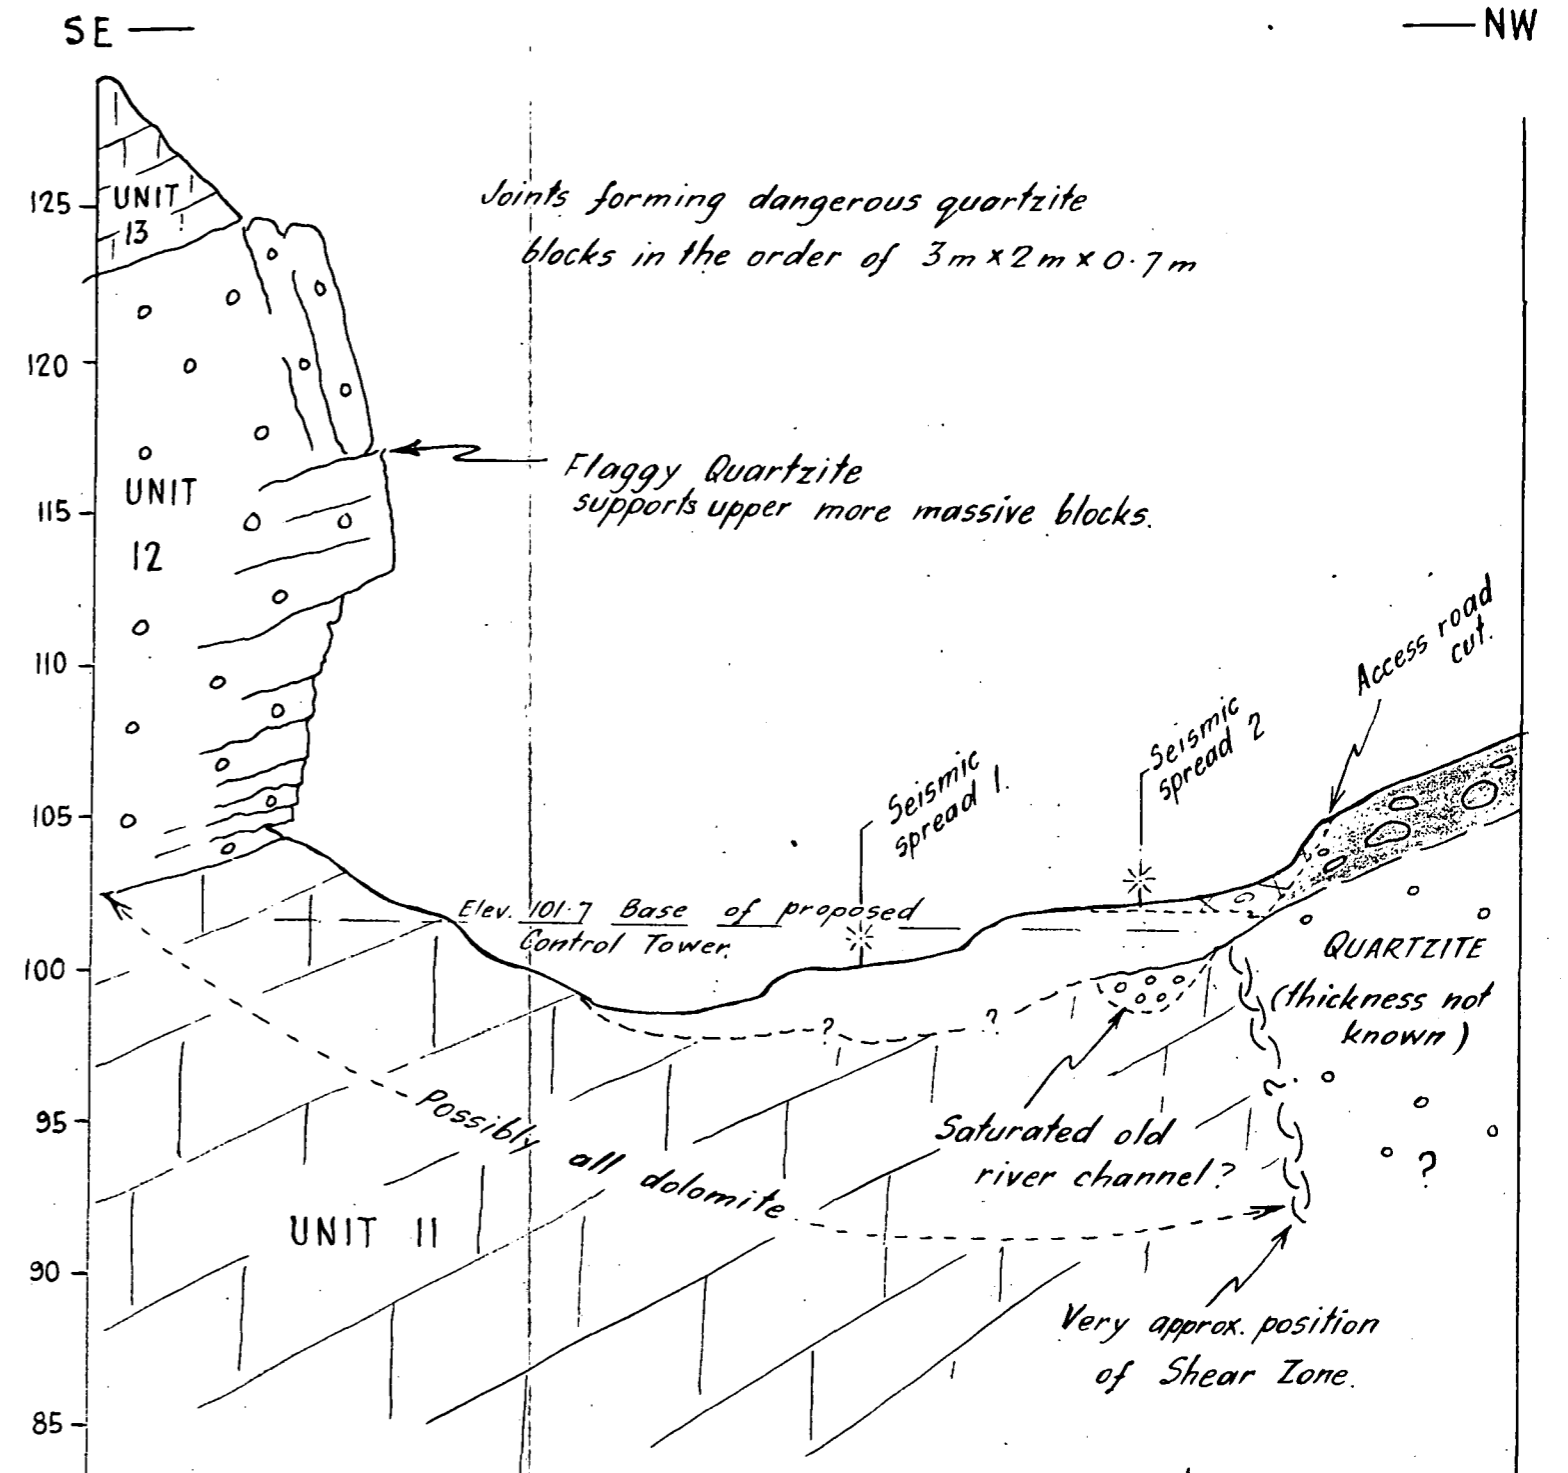 SE
NW
Joints forming dangerous quartzite
blocks in the order of 3m x 2m x 0·7m
125
UNIT
13
120
Flaggy Quartzite
supports upper more massive blocks.
UNIT
12
115
110
Access road
cut.
Seismic
spread 2
Seismic
spread 1.
105
Elev. 101·7 Base of proposed
Control Tower.
100
QUARTZITE
(thickness not
known)
?
?
?
Possibly
all dolomite
95
Saturated old
river channel?
?
UNIT 11
90
Very approx. position
of Shear Zone.
85